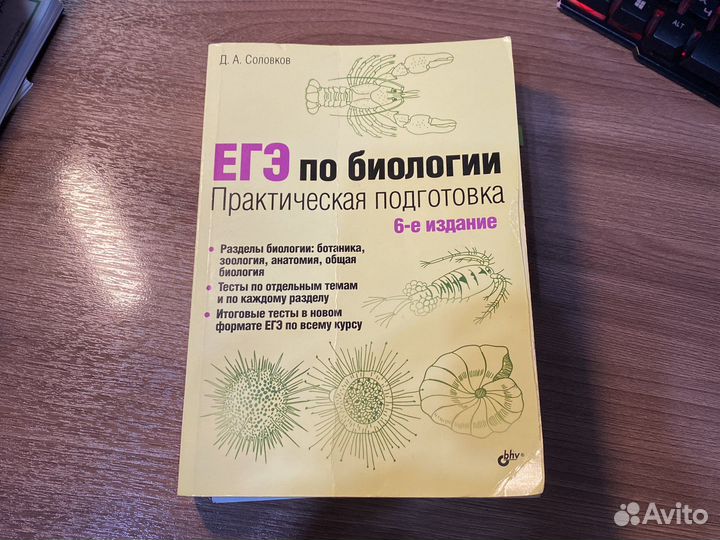 Д. А. Соловков
ЕГЭ по биологии
Практическая подготовка
6-е издание
• Разделы биологии: ботаника,
зоология, анатомия, общая
биология
• Тесты по отдельным темам
и по каждому разделу
• Итоговые тесты в новом
формате ЕГЭ по всему курсу
bhv®
ALT
Avito